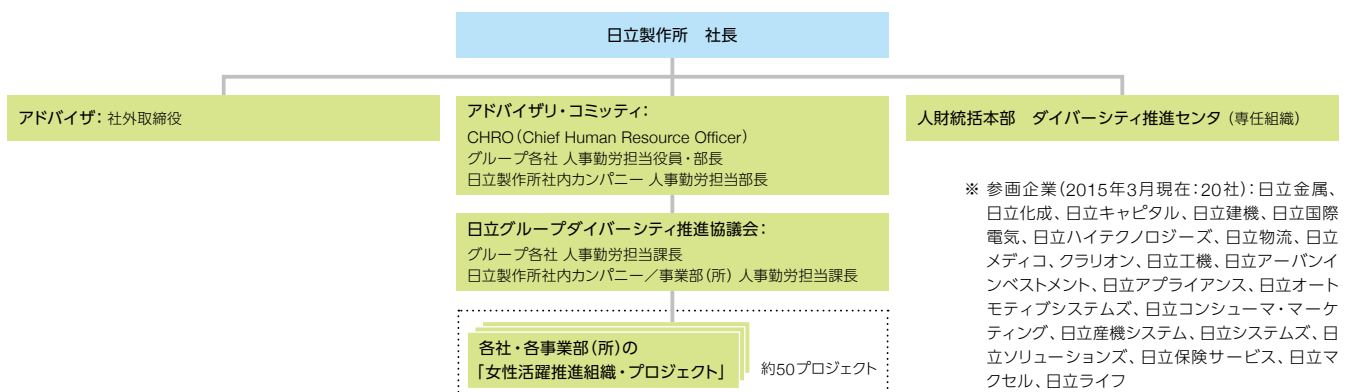 日立製作所　社長
アドバイザ：社外取締役
アドバイザリ・コミッティ：
CHRO（Chief Human Resource Officer）
グループ各社 人事勤労担当役員・部長
日立製作所社内カンパニー 人事勤労担当部長
人財統括本部　ダイバーシティ推進センタ（専任組織）
日立グループダイバーシティ推進協議会：
グループ各社 人事勤労担当課長
日立製作所社内カンパニー／事業部（所） 人事勤労担当課長
各社・各事業部（所）の
「女性活躍推進組織・プロジェクト」
約50プロジェクト
※ 参画企業（2015年3月現在：20社）：日立金属、
日立化成、日立キャピタル、日立建機、日立国際
電気、日立ハイテクノロジーズ、日立物流、日立
メディコ、クラリオン、日立工機、日立アーバンイ
ンベストメント、日立アプライアンス、日立オート
モティブシステムズ、日立コンシューマ・マーケ
ティング、日立産機システム、日立システムズ、日
立ソリューションズ、日立保険サービス、日立マ
クセル、日立ライフ